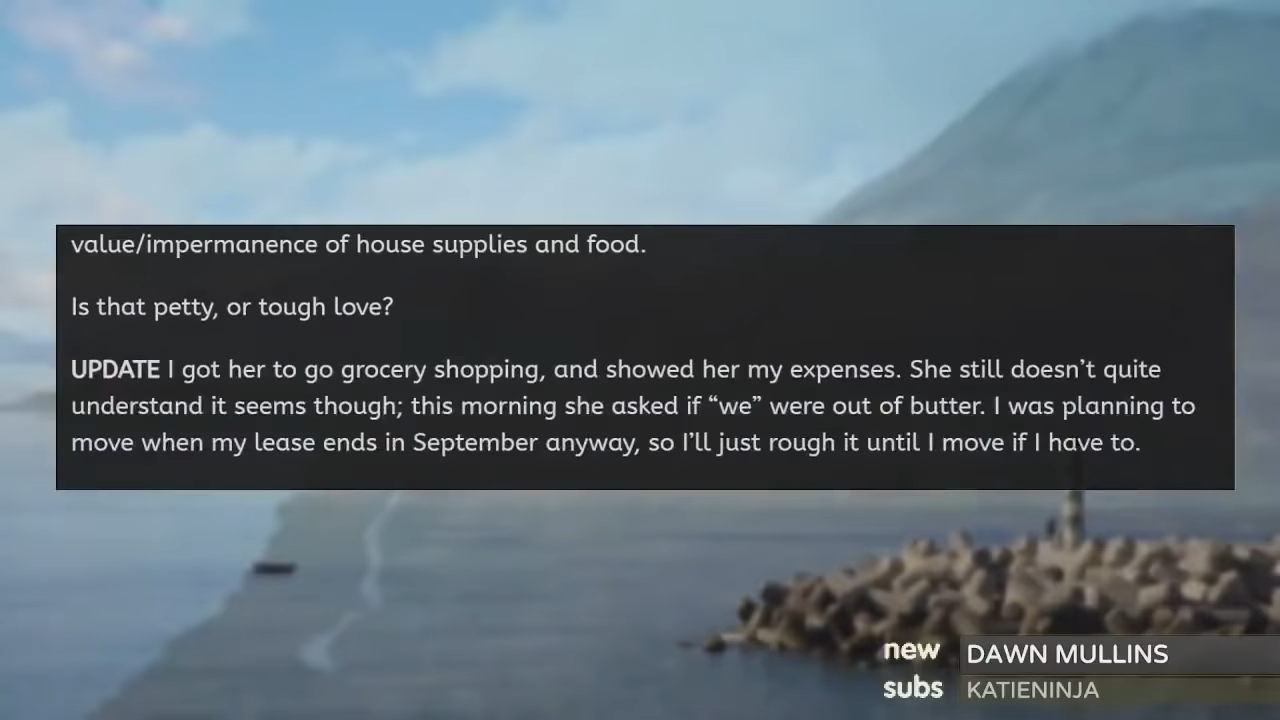 value/impermanence of house supplies and food.
Is that petty, or tough love?
UPDATE I got her to go grocery shopping, and showed her my expenses. She still doesn’t quite
understand it seems though; this morning she asked if “we” were out of butter. I was planning to
move when my lease ends in September anyway, so I’ll just rough it until I move if I have to.
new DAWN MULLINS
subs KATIENINJA